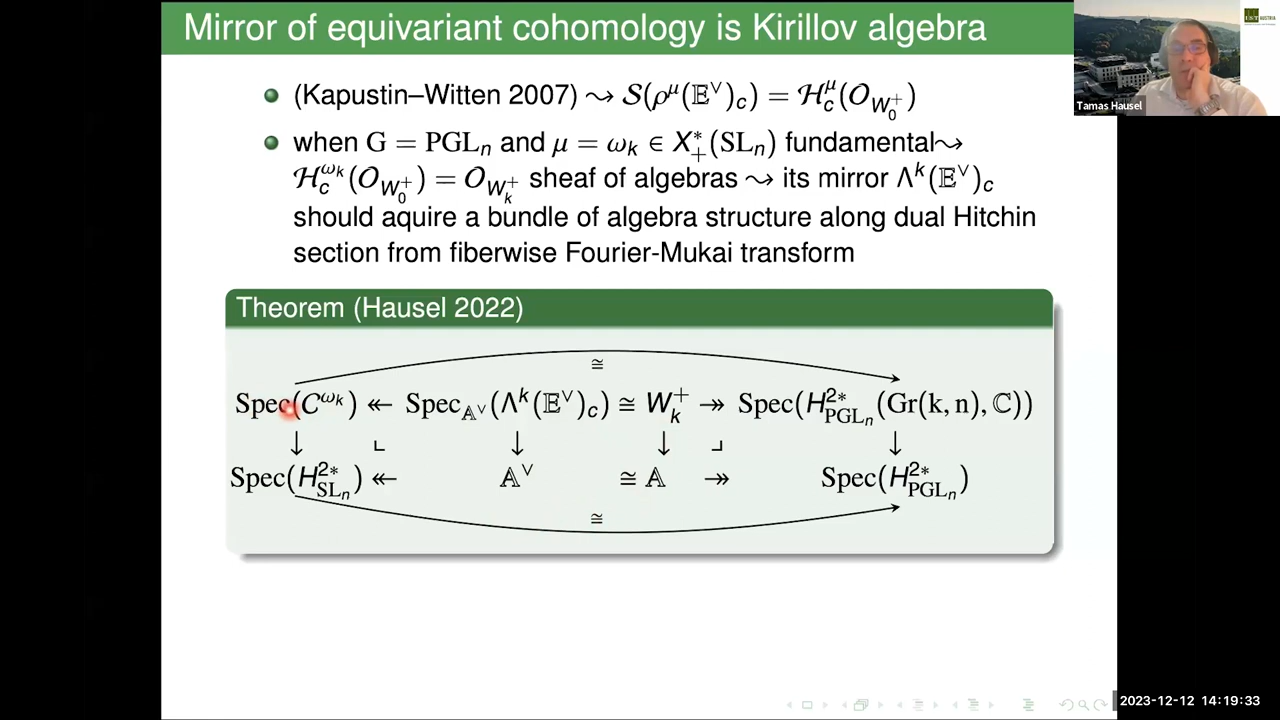 Mirror of equivariant cohomology is Kirillov algebra
(Kapustin–Witten 2007) ⇝ 𝒮(ρ^μ(𝔼^∨)_c) = ℋ_c^μ(𝒪_{W_0^+})
when G = PGL_n and μ = ω_k ∈ X_+^*(SL_n) fundamental⇝
ℋ_c^{ω_k}(𝒪_{W_0^+}) = 𝒪_{W_k^+} sheaf of algebras ⇝ its mirror Λ^k(𝔼^∨)_c
should aquire a bundle of algebra structure along dual Hitchin
section from fiberwise Fourier-Mukai transform
Theorem (Hausel 2022)
≅
Spec(C^{ω_k}) ↞ Spec_{𝔸^∨}(Λ^k(𝔼^∨)_c) ≅ W_k^+ ↠ Spec(H^{2*}_{PGL_n}(Gr(k, n), ℂ))
↓ ⌞ ↓ ↓ ⌟ ↓
Spec(H^{2*}_{SL_n}) ↞ 𝔸^∨ ≅ 𝔸 ↠ Spec(H^{2*}_{PGL_n})
≅
Tamas Hausel
2023-12-12 14:19:33